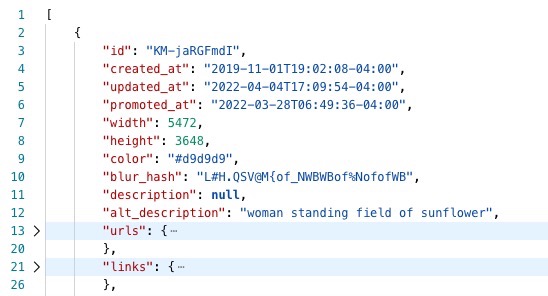 1 [
2 {
3 "id": "KM-jaRGFmdI",
4 "created_at": "2019-11-01T19:02:08-04:00",
5 "updated_at": "2022-04-04T17:09:54-04:00",
6 "promoted_at": "2022-03-28T06:49:36-04:00",
7 "width": 5472,
8 "height": 3648,
9 "color": "#d9d9d9",
10 "blur_hash": "L#H.QSV@M{of_NWBWBof%NofofWB",
11 "description": null,
12 "alt_description": "woman standing field of sunflower",
13 "urls": { ⋯
20 },
21 "links": { ⋯
26 },